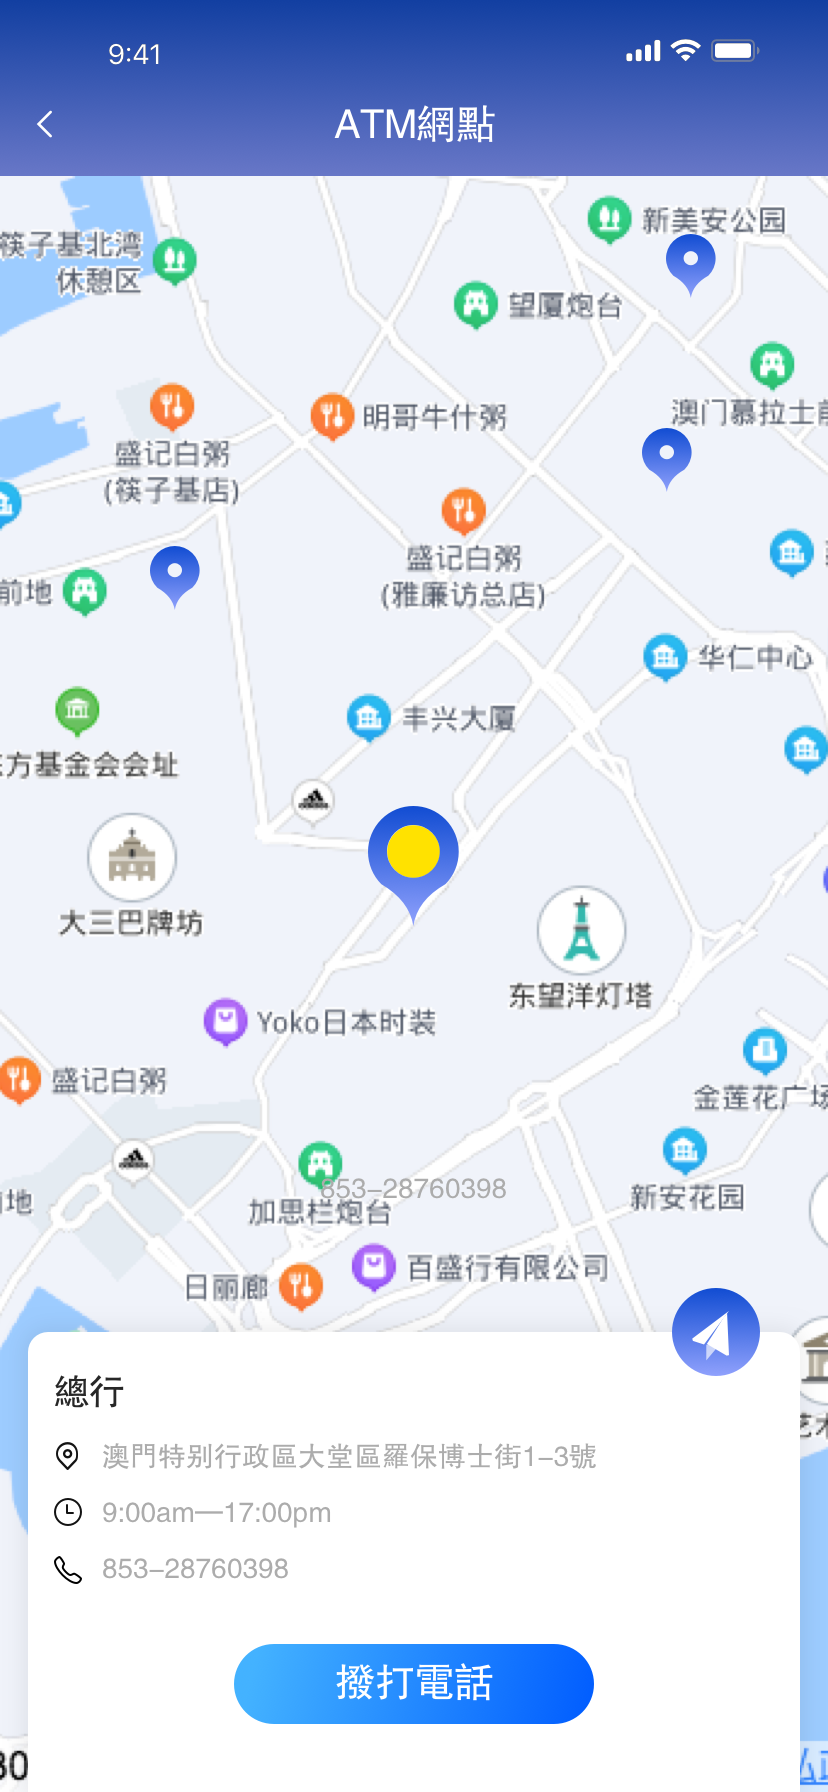 9:41
ATM網點
新美安公园
筷子基北湾
休憩区
望厦炮台
澳门慕拉士前
明哥牛什粥
盛记白粥
(筷子基店)
盛记白粥
(雅廉访总店)
前地
华仁中心
丰兴大厦
方基金会会址
大三巴牌坊
东望洋灯塔
Yoko日本时装
盛记白粥
金莲花广场
853-28760398
地
加思栏炮台
新安花园
百盛行有限公司
日丽廊
總行
澳門特别行政區大堂區羅保博士街1-3號
艺术
9:00am—17:00pm
853-28760398
撥打電話
30